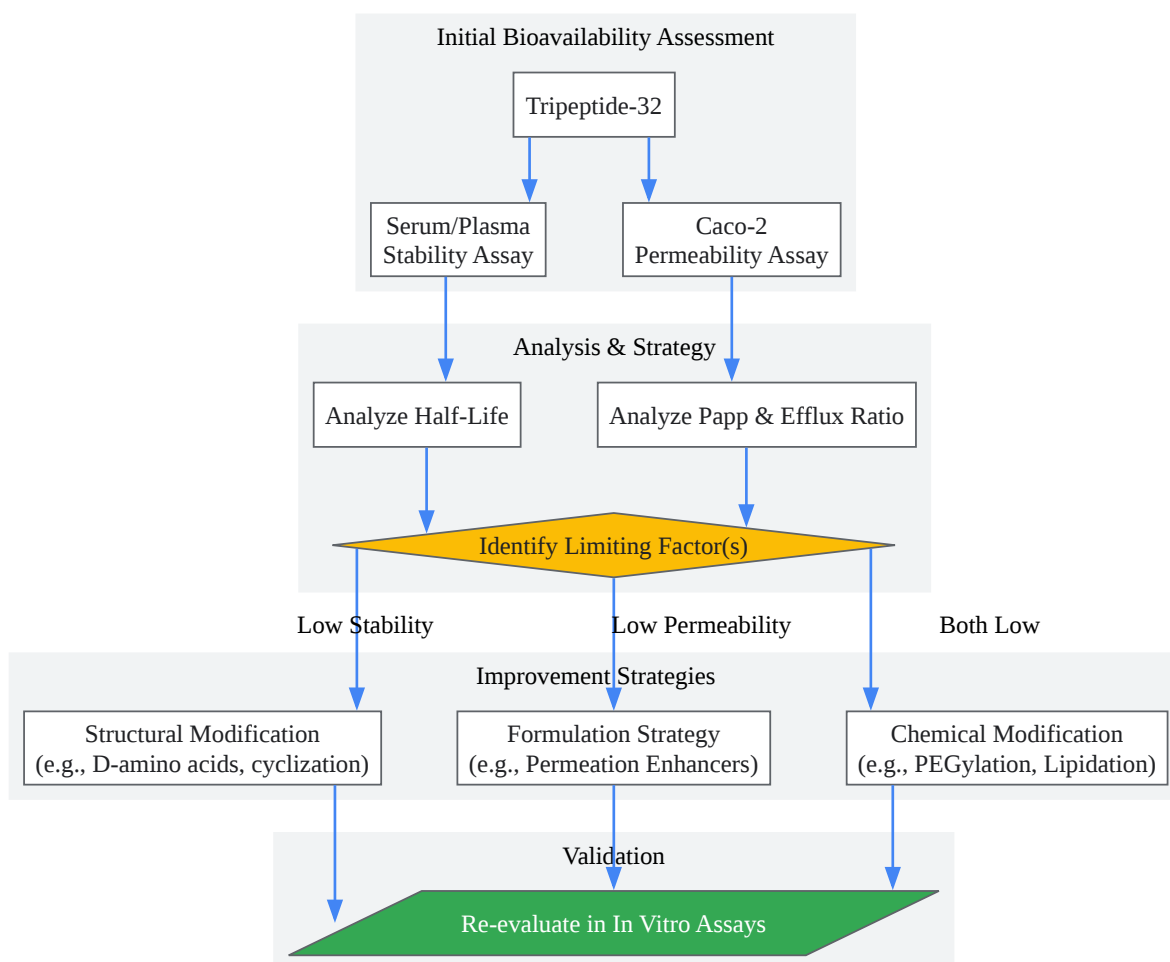 Initial Bioavailability Assessment
Tripeptide-32
Serum/Plasma
Stability Assay
Caco-2
Permeability Assay
Analysis & Strategy
Analyze Half-Life
Analyze Papp & Efflux Ratio
Identify Limiting Factor(s)
Low Stability
Low Permeability
Both Low
Improvement Strategies
Structural Modification
(e.g., D-amino acids, cyclization)
Formulation Strategy
(e.g., Permeation Enhancers)
Chemical Modification
(e.g., PEGylation, Lipidation)
Validation
Re-evaluate in In Vitro Assays